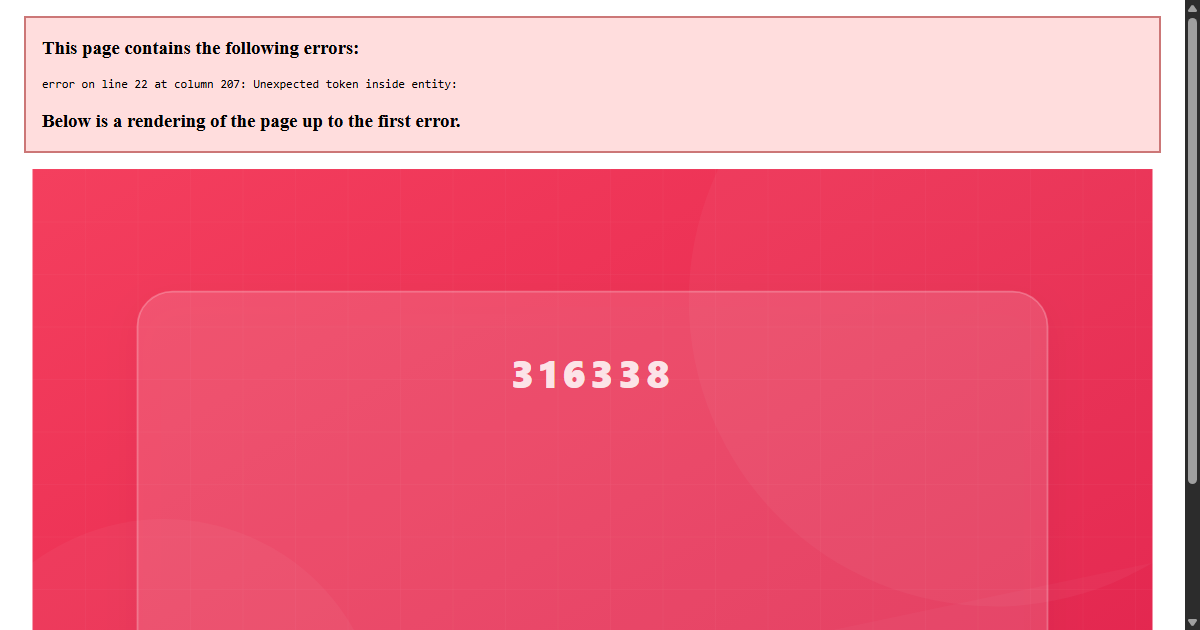 This page contains the following errors:
error on line 22 at column 207: Unexpected token inside entity:
Below is a rendering of the page up to the first error.
316338